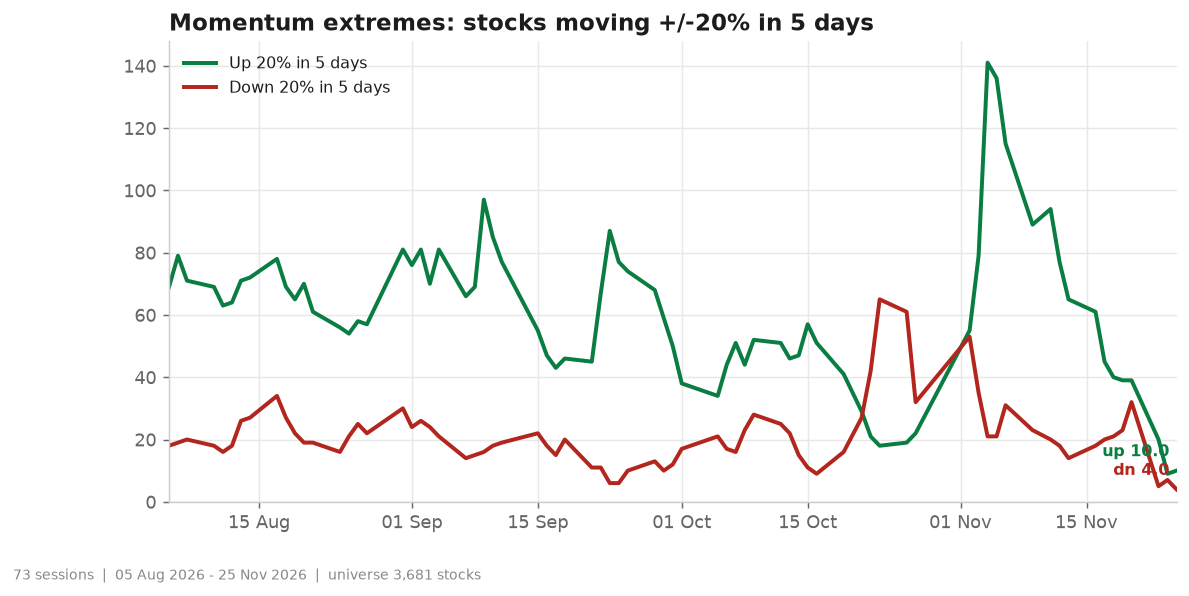 Momentum extremes: stocks moving +/-20% in 5 days
Up 20% in 5 days
Down 20% in 5 days
140
120
100
80
60
40
20
0
up 10.0
dn 4.0
15 Aug
01 Sep
15 Sep
01 Oct
15 Oct
01 Nov
15 Nov
73 sessions | 05 Aug 2026 - 25 Nov 2026 | universe 3,681 stocks